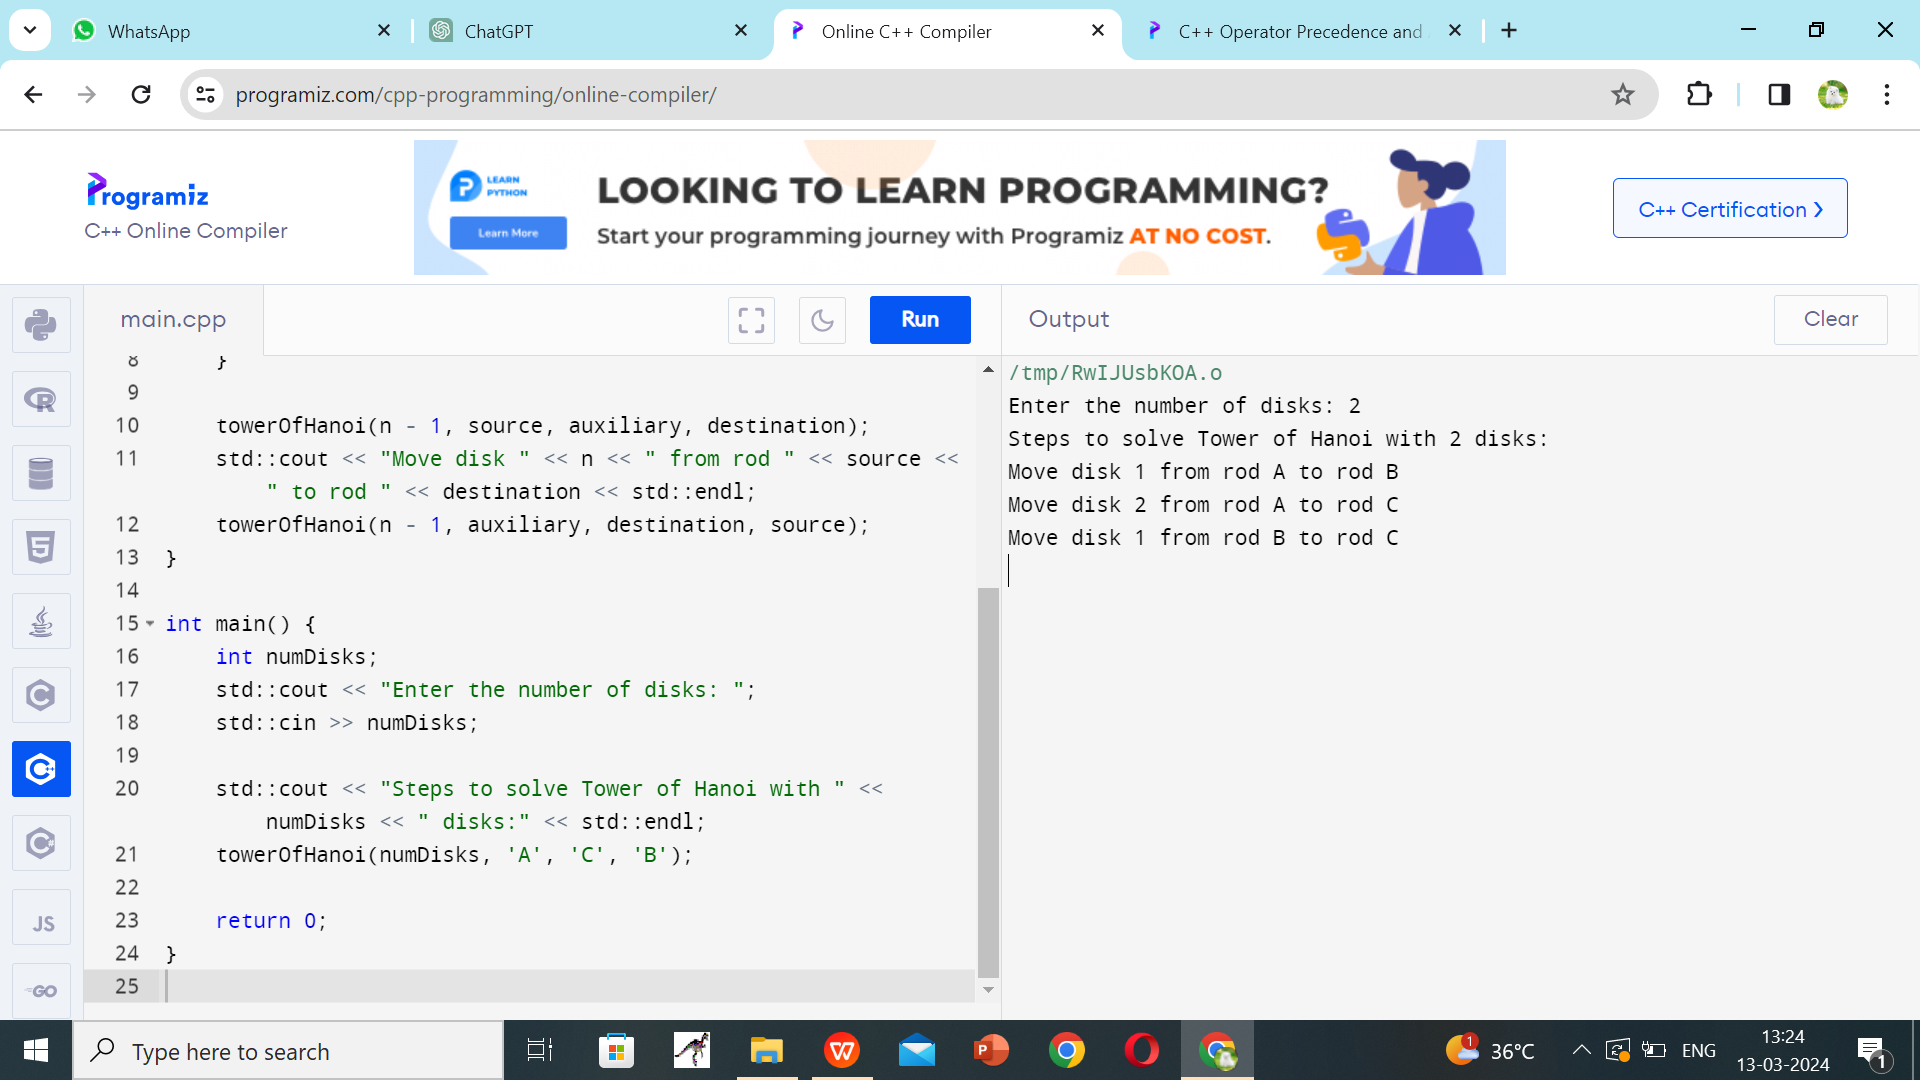 WhatsApp
ChatGPT
Online C++ Compiler
C++ Operator Precedence and
programiz.com/cpp-programming/online-compiler/
Programiz
C++ Online Compiler
LEARN
PYTHON
Learn More
LOOKING TO LEARN PROGRAMMING?
Start your programming journey with Programiz AT NO COST.
C++ Certification ❯
main.cpp
Run
Output
Clear
8 }
9
10 towerOfHanoi(n - 1, source, auxiliary, destination);
11 std::cout << "Move disk " << n << " from rod " << source <<
" to rod " << destination << std::endl;
12 towerOfHanoi(n - 1, auxiliary, destination, source);
13 }
14
15 int main() {
16 int numDisks;
17 std::cout << "Enter the number of disks: ";
18 std::cin >> numDisks;
19
20 std::cout << "Steps to solve Tower of Hanoi with " <<
numDisks << " disks:" << std::endl;
21 towerOfHanoi(numDisks, 'A', 'C', 'B');
22
23 return 0;
24 }
25
/tmp/RwIJUsbKOA.o
Enter the number of disks: 2
Steps to solve Tower of Hanoi with 2 disks:
Move disk 1 from rod A to rod B
Move disk 2 from rod A to rod C
Move disk 1 from rod B to rod C
R
5
C
C++
C#
JS
GO
Type here to search
W
P
1
36°C
ENG
13:24
13-03-2024
1